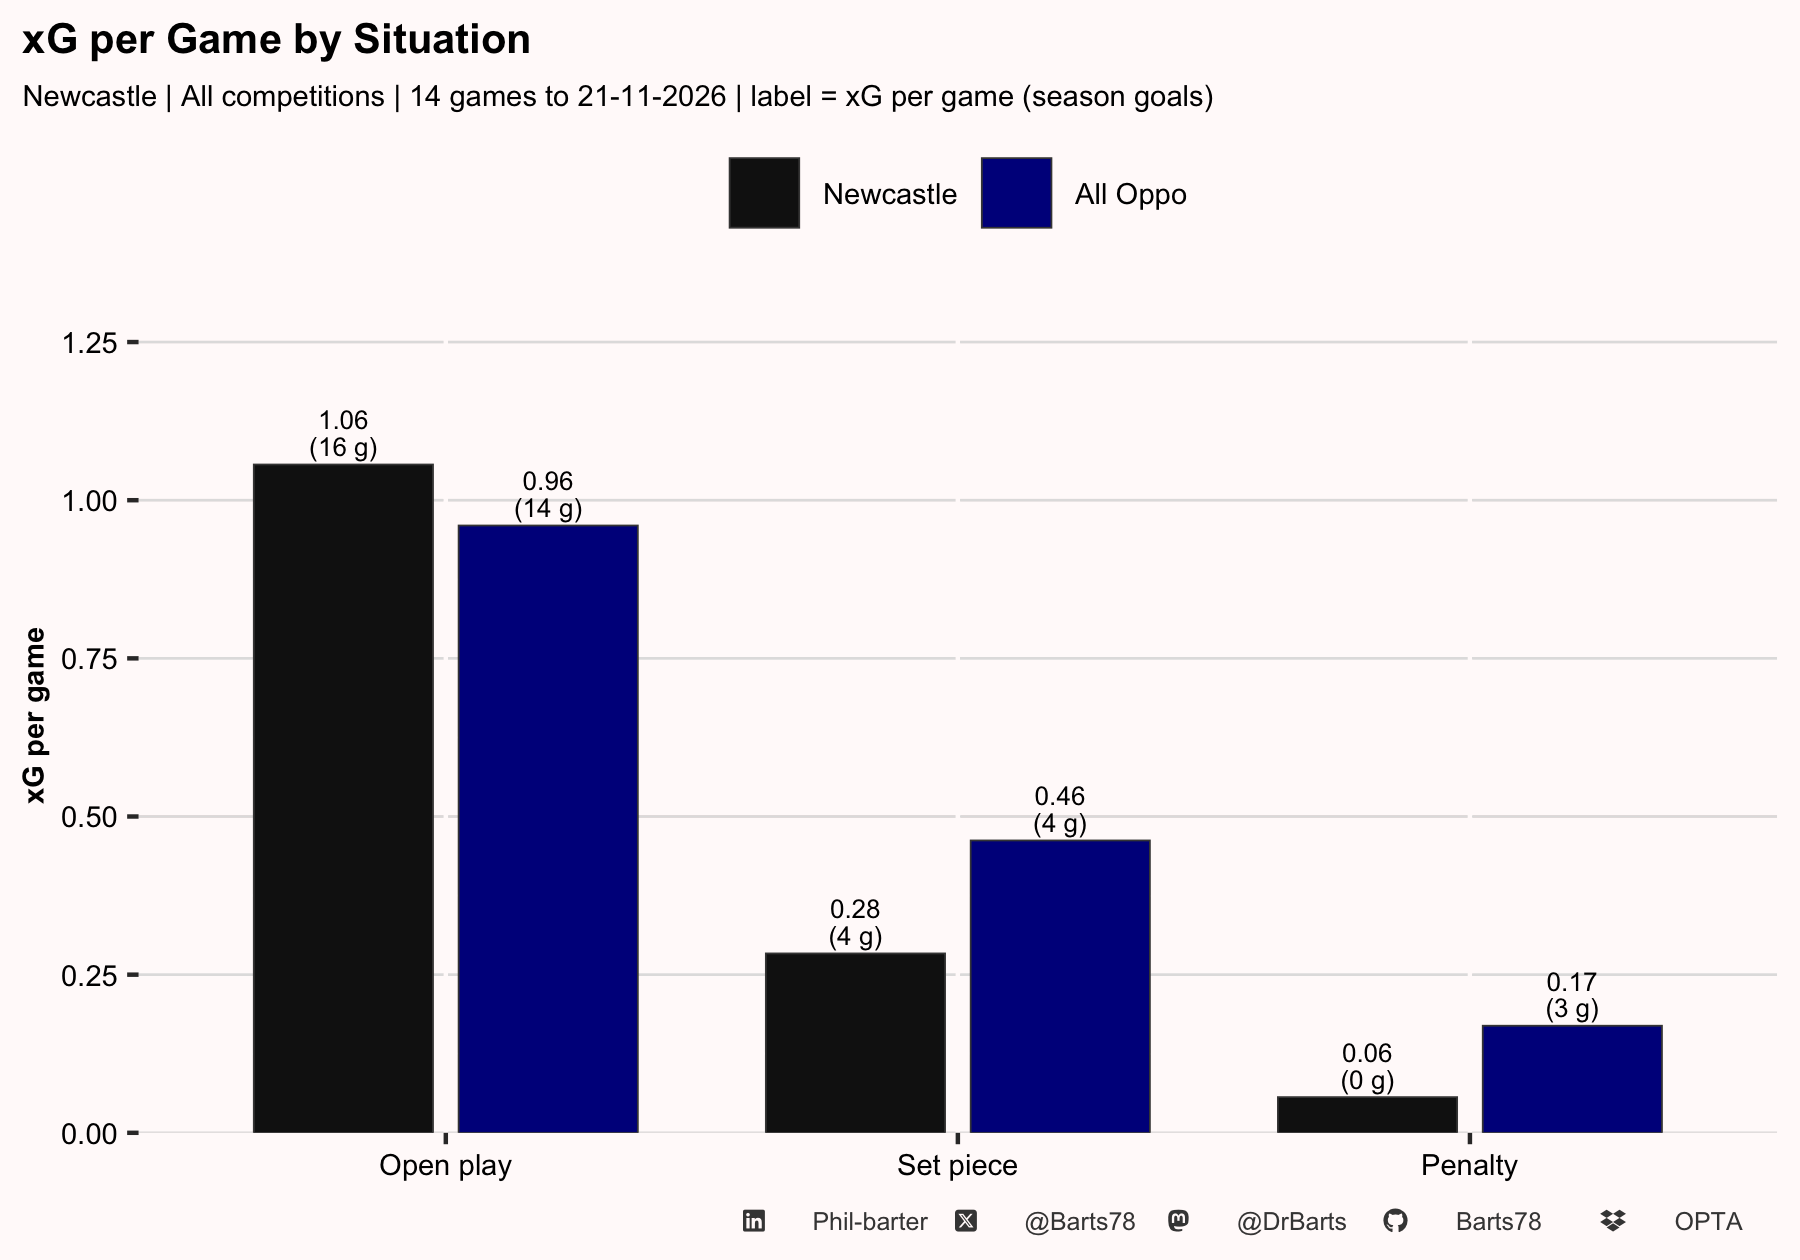 xG per Game by Situation
Newcastle | All competitions | 14 games to 21-11-2026 | label = xG per game (season goals)
Newcastle
All Oppo
xG per game
1.25
1.00
0.75
0.50
0.25
0.00
1.06
(16 g)
0.96
(14 g)
0.28
(4 g)
0.46
(4 g)
0.06
(0 g)
0.17
(3 g)
Open play
Set piece
Penalty
Phil-barter @Barts78 @DrBarts Barts78 OPTA